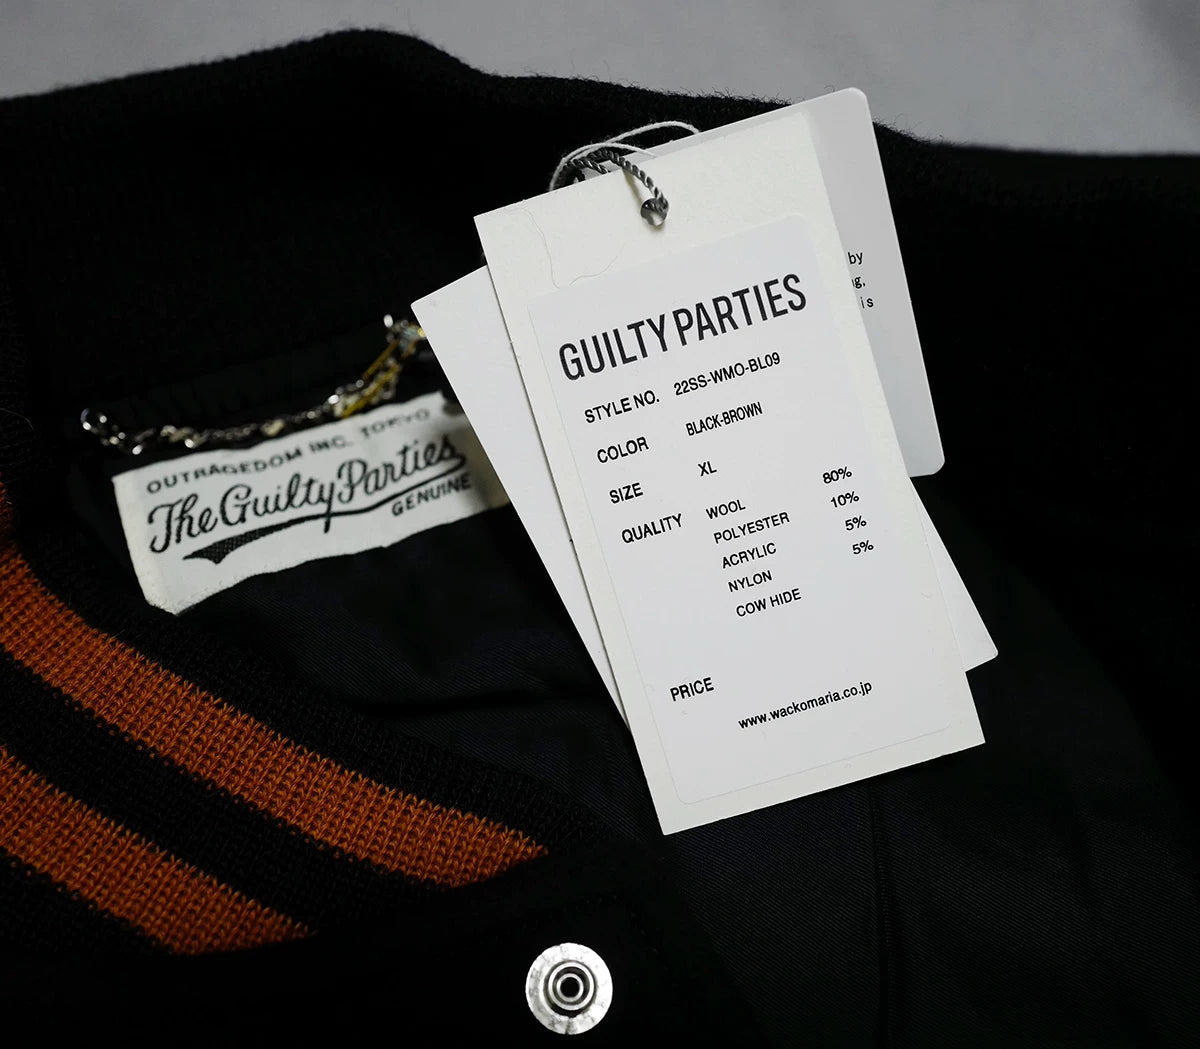 by
is
GUILTY PARTIES
STYLE NO. 22SS-WMO-BL09
COLOR BLACK-BROWN
SIZE XL
QUALITY WOOL 80%
POLYESTER 10%
ACRYLIC 5%
NYLON 5%
COW HIDE
PRICE
www.wackomaria.co.jp
OUTRAGEDOM INC. TOKYO
The Guilty Parties
GENUINE